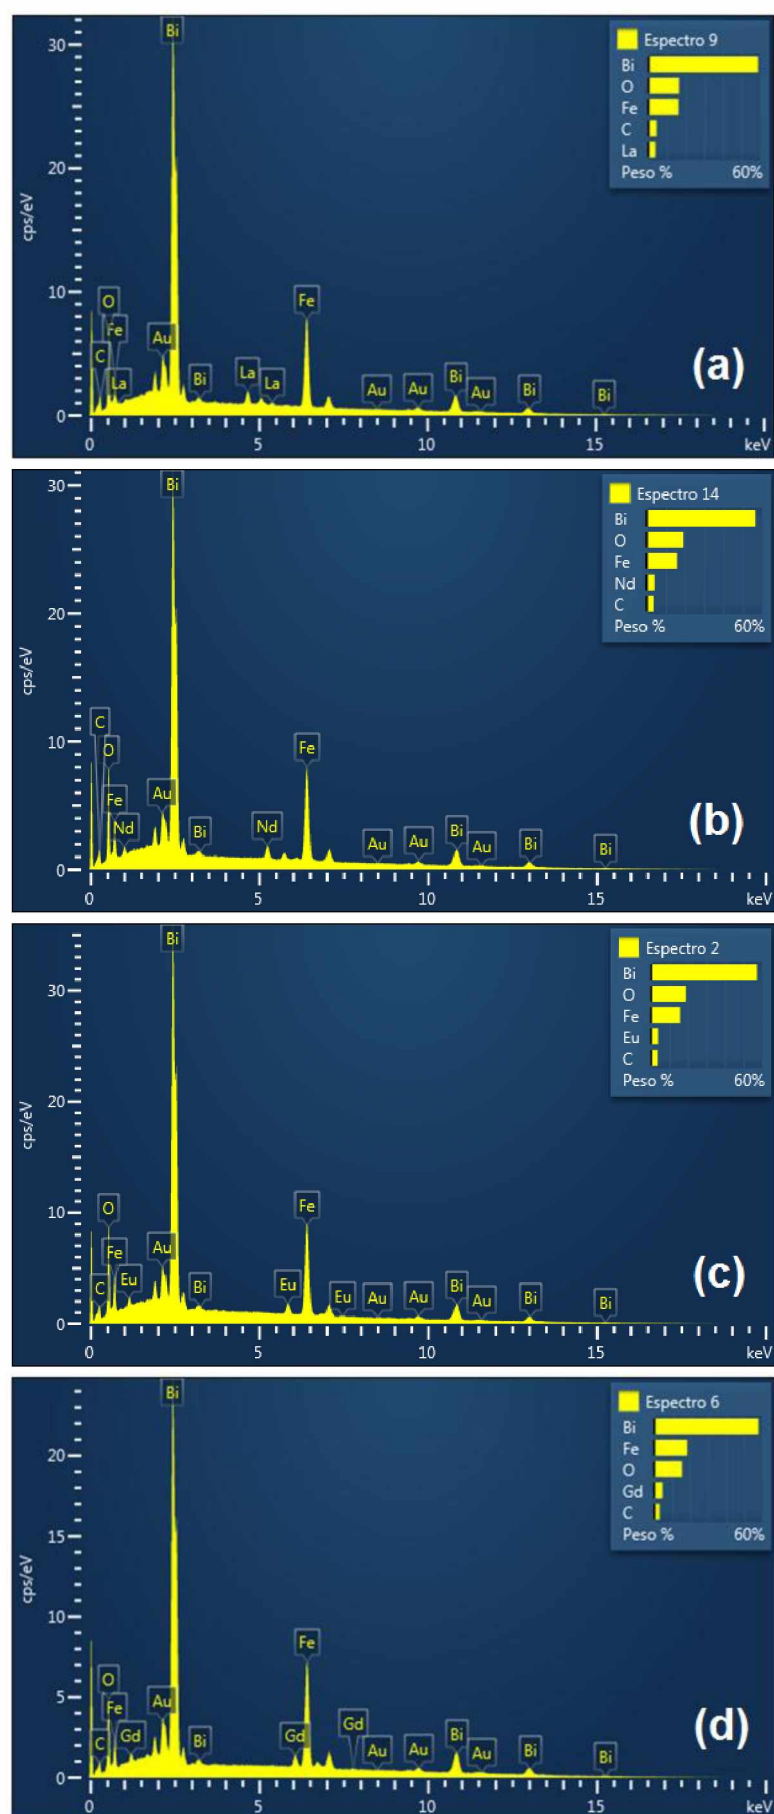 Espectro 9
Bi
O
Fe
C
La
Peso % 60%
cps/eV
30
20
10
0
Bi
O
Fe
C
La
Au
Bi
La
La
Fe
Au
Au
Bi
Au
Bi
Bi
(a)
0 5 10 15 keV
Espectro 14
Bi
O
Fe
Nd
C
Peso % 60%
cps/eV
30
20
10
0
Bi
C
O
Fe
Nd
Au
Bi
Nd
Fe
Au
Au
Bi
Au
Bi
Bi
(b)
0 5 10 15 keV
Espectro 2
Bi
O
Fe
Eu
C
Peso % 60%
cps/eV
30
20
10
0
Bi
O
Fe
C
Eu
Au
Bi
Eu
Fe
Eu
Au
Au
Bi
Au
Bi
Bi
(c)
0 5 10 15 keV
Espectro 6
Bi
Fe
O
Gd
C
Peso % 60%
cps/eV
20
15
10
5
0
Bi
O
Fe
C
Gd
Au
Bi
Gd
Fe
Gd
Au
Au
Bi
Au
Bi
Bi
(d)
0 5 10 15 keV